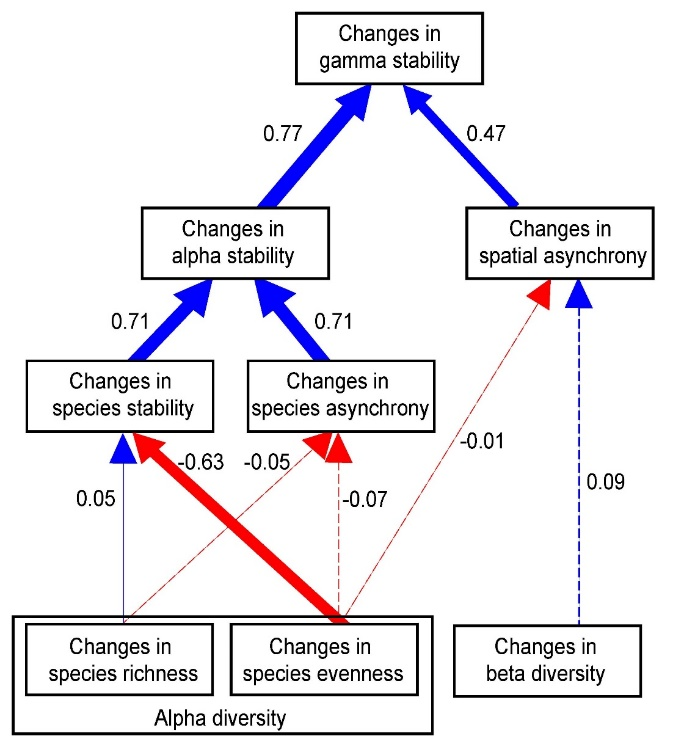 Changes in
gamma stability
0.77
0.47
Changes in
alpha stability
Changes in
spatial asynchrony
0.71
0.71
Changes in
species stability
Changes in
species asynchrony
-0.63
-0.05
-0.01
0.05
-0.07
0.09
Changes in
species richness
Changes in
species evenness
Changes in
beta diversity
Alpha diversity